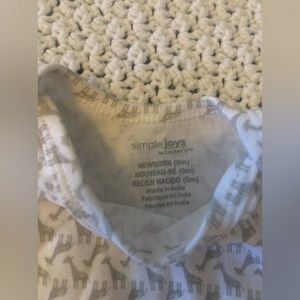 simple joys
by Carter's™
NEWBORN (0m)
NOUVEAU-NÉ (0m)
RECIÉN NACIDO (0m)
Made in India
Fabriqué en Inde
Hecho en India